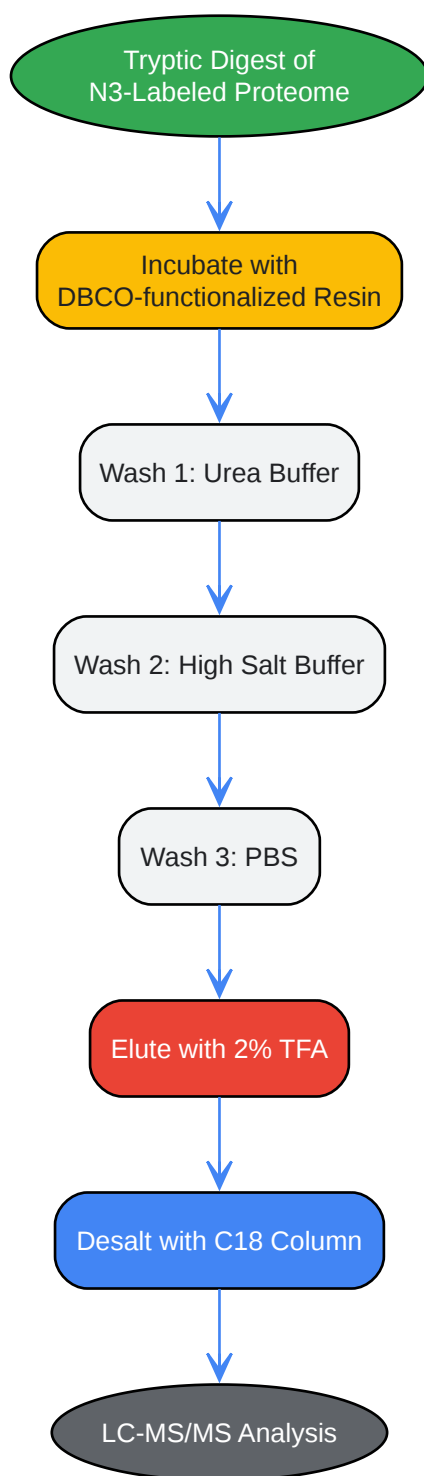 Tryptic Digest of
N3-Labeled Proteome
Incubate with
DBCO-functionalized Resin
Wash 1: Urea Buffer
Wash 2: High Salt Buffer
Wash 3: PBS
Elute with 2% TFA
Desalt with C18 Column
LC-MS/MS Analysis